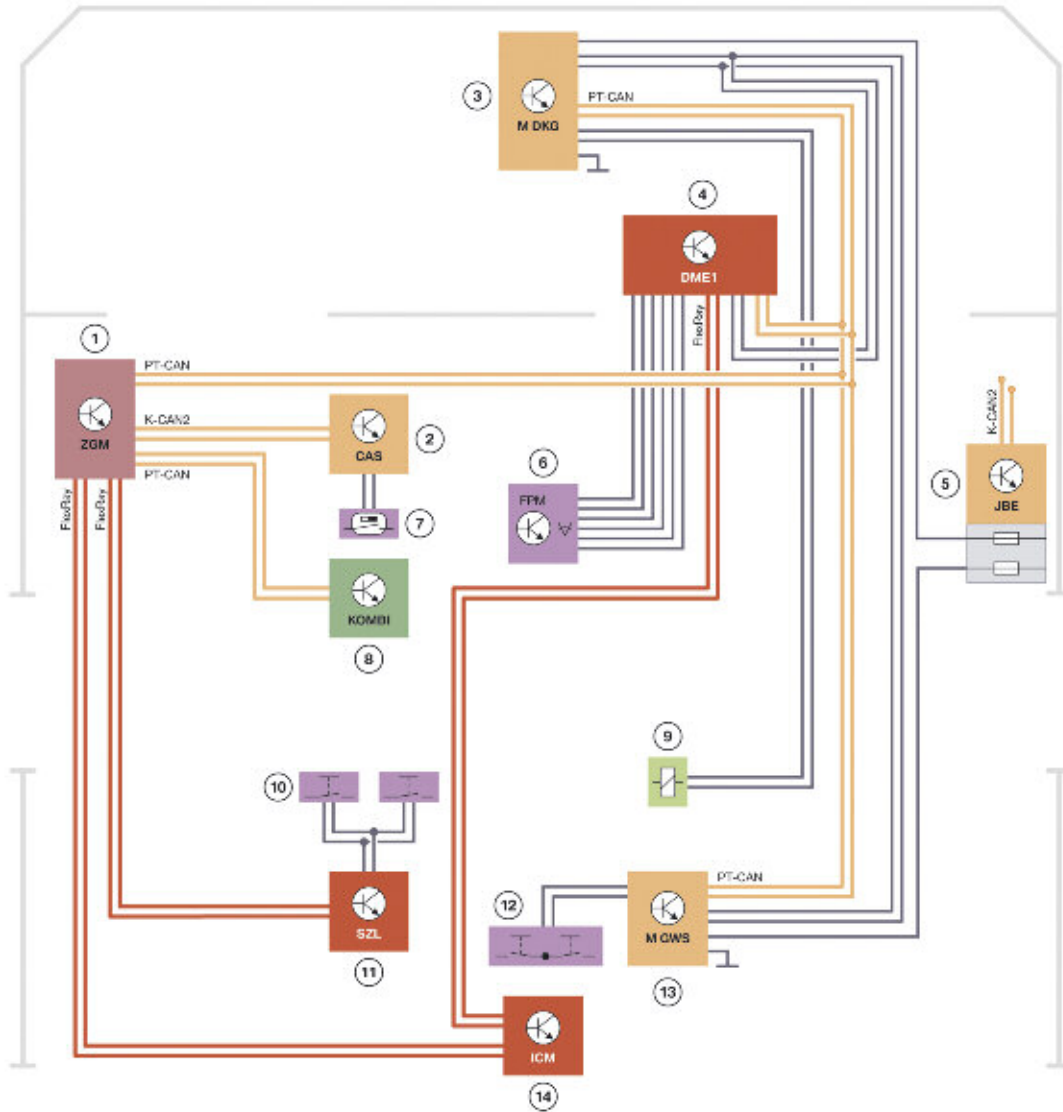 3
M DKG
PT-CAN
4
DME1
FlexRay
1
ZGM
PT-CAN
K-CAN2
PT-CAN
FlexRay
FlexRay
2
CAS
7
KOMBI
8
6
FPM
K-CAN2
5
JBE
9
10
SZL
11
12
PT-CAN
M GWS
13
ICM
14